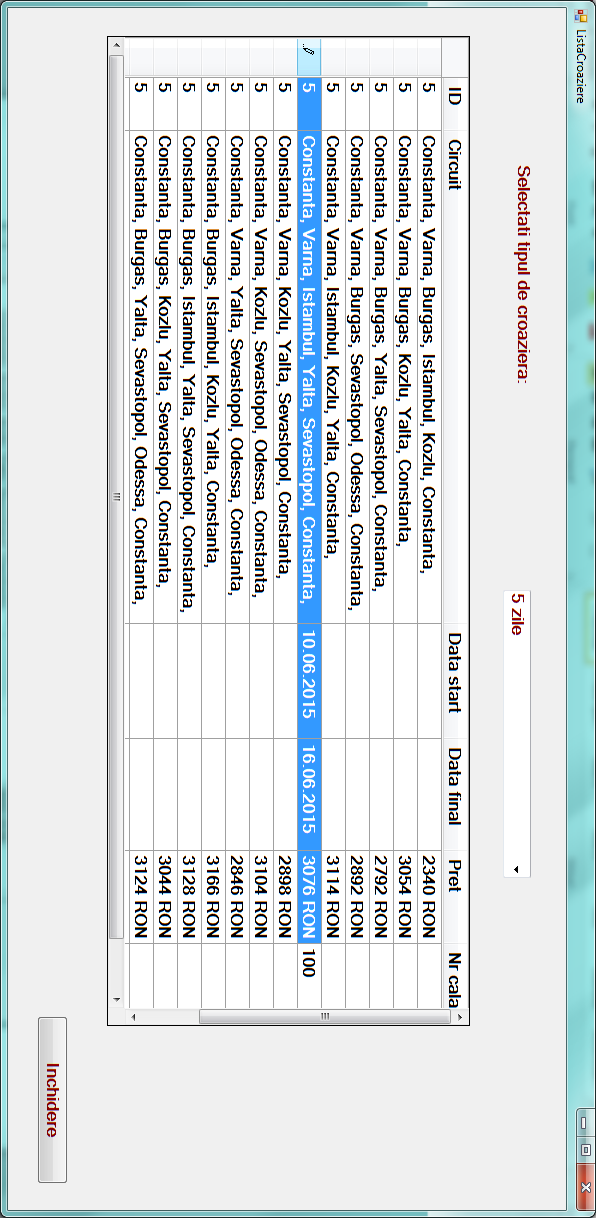 ListaCroaziere
Selectati tipul de croaziera:
5 zile
ID Circuit Data start Data final Pret Nr cala
5 Constanta, Varna, Burgas, Istambul, Kozlu, Constanta, 2340 RON
5 Constanta, Varna, Burgas, Kozlu, Yalta, Constanta, 3054 RON
5 Constanta, Varna, Burgas, Yalta, Sevastopol, Constanta, 2792 RON
5 Constanta, Varna, Burgas, Sevastopol, Odessa, Constanta, 2892 RON
5 Constanta, Varna, Istambul, Kozlu, Yalta, Constanta, 3114 RON
5 Constanta, Varna, Istambul, Yalta, Sevastopol, Constanta, 10.06.2015 16.06.2015 3076 RON 100
5 Constanta, Varna, Kozlu, Yalta, Sevastopol, Constanta, 2898 RON
5 Constanta, Varna, Kozlu, Sevastopol, Odessa, Constanta, 3104 RON
5 Constanta, Varna, Yalta, Sevastopol, Odessa, Constanta, 2846 RON
5 Constanta, Burgas, Istambul, Kozlu, Yalta, Constanta, 3166 RON
5 Constanta, Burgas, Istambul, Yalta, Sevastopol, Constanta, 3128 RON
5 Constanta, Burgas, Kozlu, Yalta, Sevastopol, Constanta, 3044 RON
5 Constanta, Burgas, Yalta, Sevastopol, Odessa, Constanta, 3124 RON
Inchidere